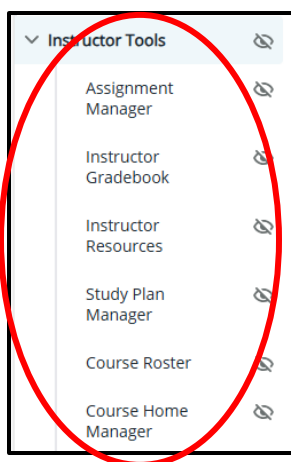 Instructor Tools
Assignment
Manager
Instructor
Gradebook
Instructor
Resources
Study Plan
Manager
Course Roster
Course Home
Manager